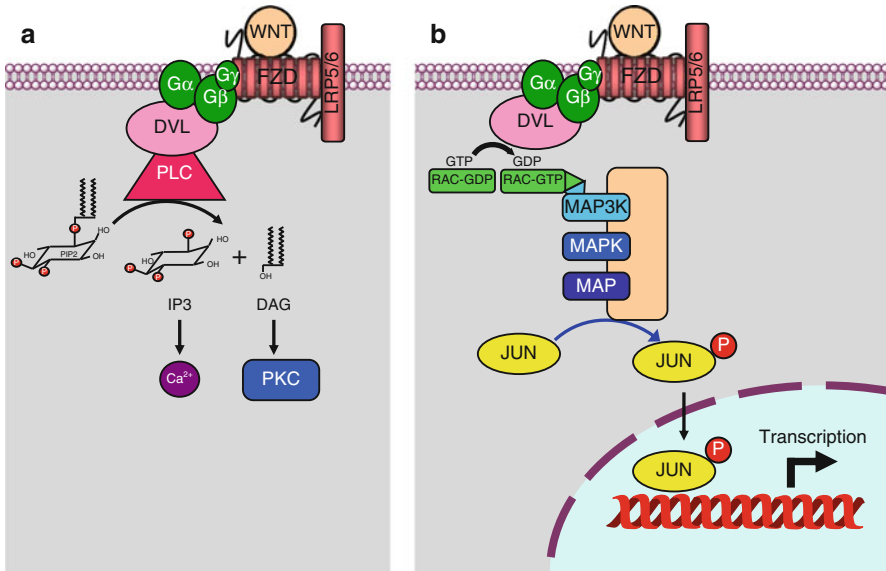 a
WNT
Gα
Gγ
Gβ
FZD
LRP5/6
DVL
PLC
P
HO
HO
PIP2
OH
P
P
P
HO
HO
OH
P
P
+
OH
IP3
DAG
Ca²⁺
PKC
b
WNT
Gα
Gγ
Gβ
FZD
LRP5/6
DVL
GTP
GDP
RAC-GDP
RAC-GTP
MAP3K
MAPK
MAP
JUN
JUN
P
JUN
P
Transcription